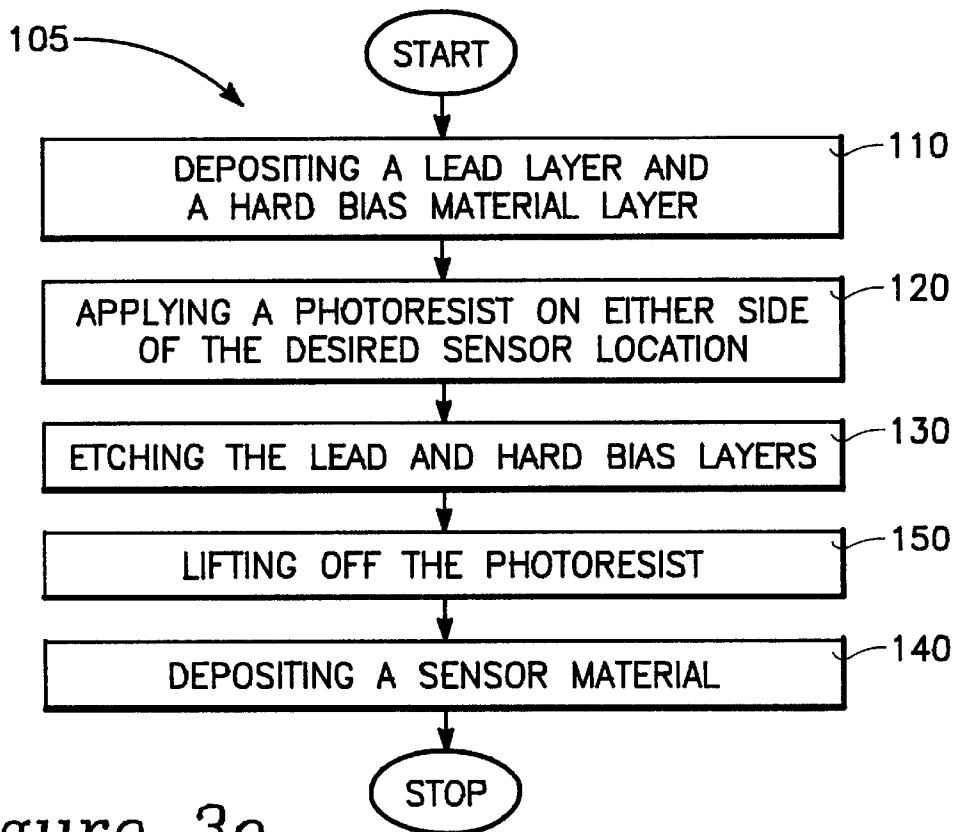 105
START
DEPOSITING A LEAD LAYER AND
A HARD BIAS MATERIAL LAYER
110
APPLYING A PHOTORESIST ON EITHER SIDE
OF THE DESIRED SENSOR LOCATION
120
ETCHING THE LEAD AND HARD BIAS LAYERS
130
LIFTING OFF THE PHOTORESIST
150
DEPOSITING A SENSOR MATERIAL
140
STOP